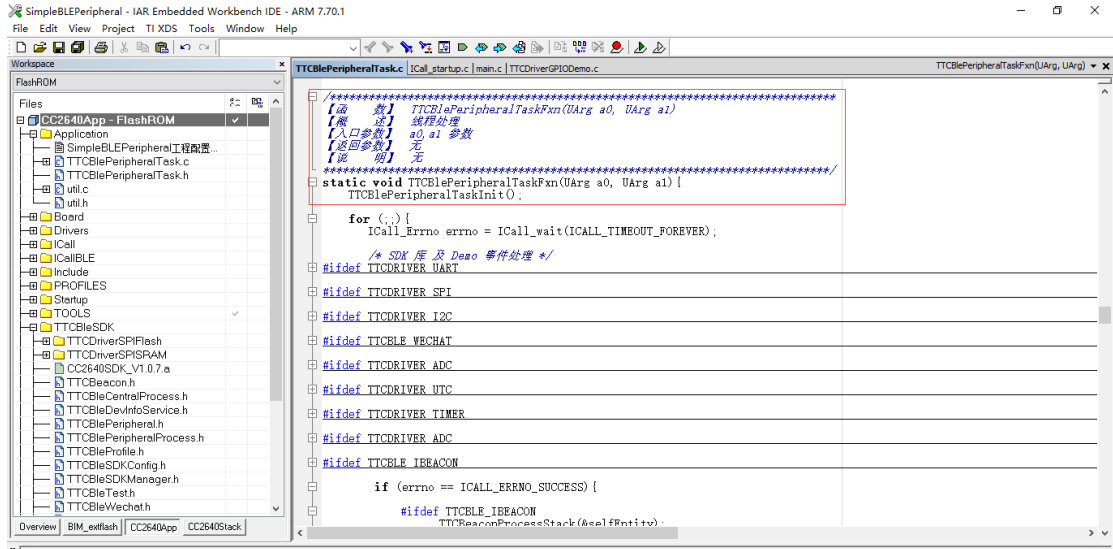 SimpleBLEPeripheral - IAR Embedded Workbench IDE - ARM 7.70.1
File Edit View Project TI XDS Tools Window Help
Workspace
FlashROM
Files
CC2640App - FlashROM
Application
SimpleBLEPeripheral工程配置...
TTCBlePeripheralTask.c
TTCBlePeripheralTask.h
util.c
util.h
Board
Drivers
ICall
ICallBLE
Include
PROFILES
Startup
TOOLS
TTCBleSDK
TTCDriverSPIFlash
TTCDriverSPISRAM
CC2640SDK_V1.0.7.a
TTCBeacon.h
TTCBleCentralProcess.h
TTCBleDevInfoService.h
TTCBlePeripheral.h
TTCBlePeripheralProcess.h
TTCBleProfile.h
TTCBleSDKConfig.h
TTCBleSDKManager.h
TTCBleTest.h
TTCBleWechat.h
Overview BIM_extflash CC2640App CC2640Stack
TTCBlePeripheralTask.c ICall_startup.c main.c TTCDriverGPIODemo.c
TTCBlePeripheralTaskFxn(UArg, UArg)
【函 数】 TTCBlePeripheralTaskFxn(UArg a0, UArg a1)
【概 述】 线程处理
【入口参数】 a0,a1 参数
【返回参数】 无
【说 明】 无
static void TTCBlePeripheralTaskFxn(UArg a0, UArg a1){
TTCBlePeripheralTaskInit();
for (;;){
ICall_Errno errno = ICall_wait(ICALL_TIMEOUT_FOREVER);
/* SDK 库 及 Demo 事件处理 */
#ifdef TTCDRIVER_UART
#ifdef TTCDRIVER_SPI
#ifdef TTCDRIVER_I2C
#ifdef TTCBLE_WECHAT
#ifdef TTCDRIVER_ADC
#ifdef TTCDRIVER_UTC
#ifdef TTCDRIVER_TIMER
#ifdef TTCDRIVER_ADC
#ifdef TTCBLE_IBEACON
if (errno == ICALL_ERRNO_SUCCESS){
#ifdef TTCBLE_IBEACON
TTCBeaconProcessStack(&selfEntity);